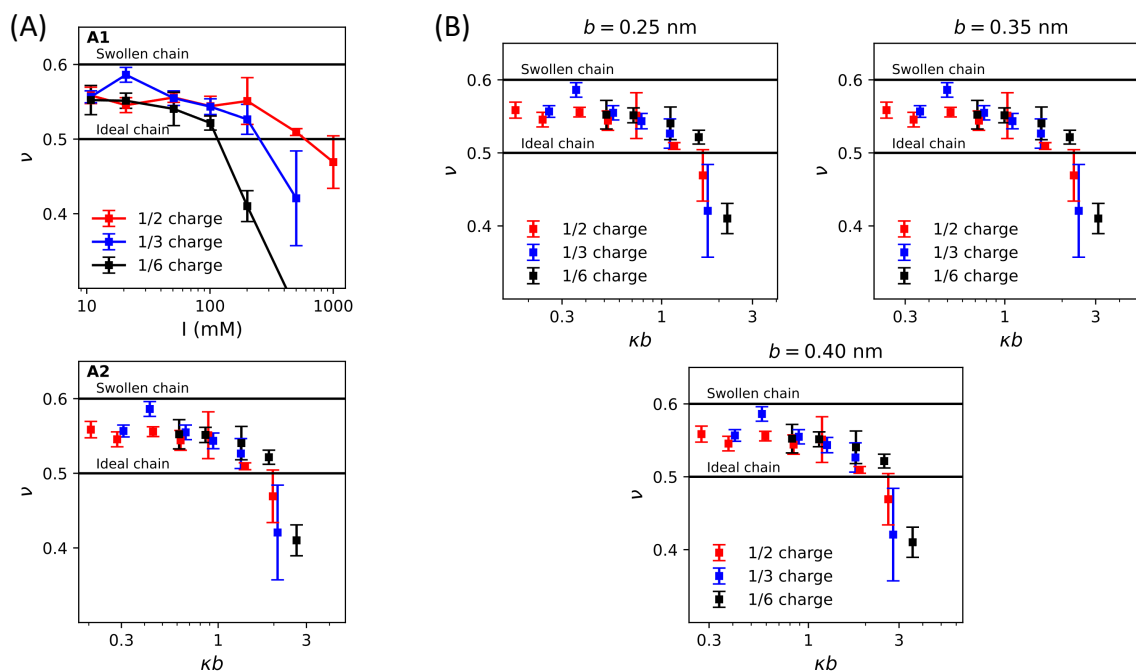 (A)
A1
Swollen chain
0.6
0.5
Ideal chain
0.4
ν
1/2 charge
1/3 charge
1/6 charge
10
100
1000
I (mM)
A2
Swollen chain
0.6
0.5
Ideal chain
0.4
ν
0.3
1
3
κb
(B)
b = 0.25 nm
Swollen chain
0.6
0.5
Ideal chain
0.4
ν
1/2 charge
1/3 charge
1/6 charge
0.3
1
3
κb
b = 0.35 nm
Swollen chain
0.6
0.5
Ideal chain
0.4
ν
1/2 charge
1/3 charge
1/6 charge
0.3
1
3
κb
b = 0.40 nm
Swollen chain
0.6
0.5
Ideal chain
0.4
ν
1/2 charge
1/3 charge
1/6 charge
0.3
1
3
κb